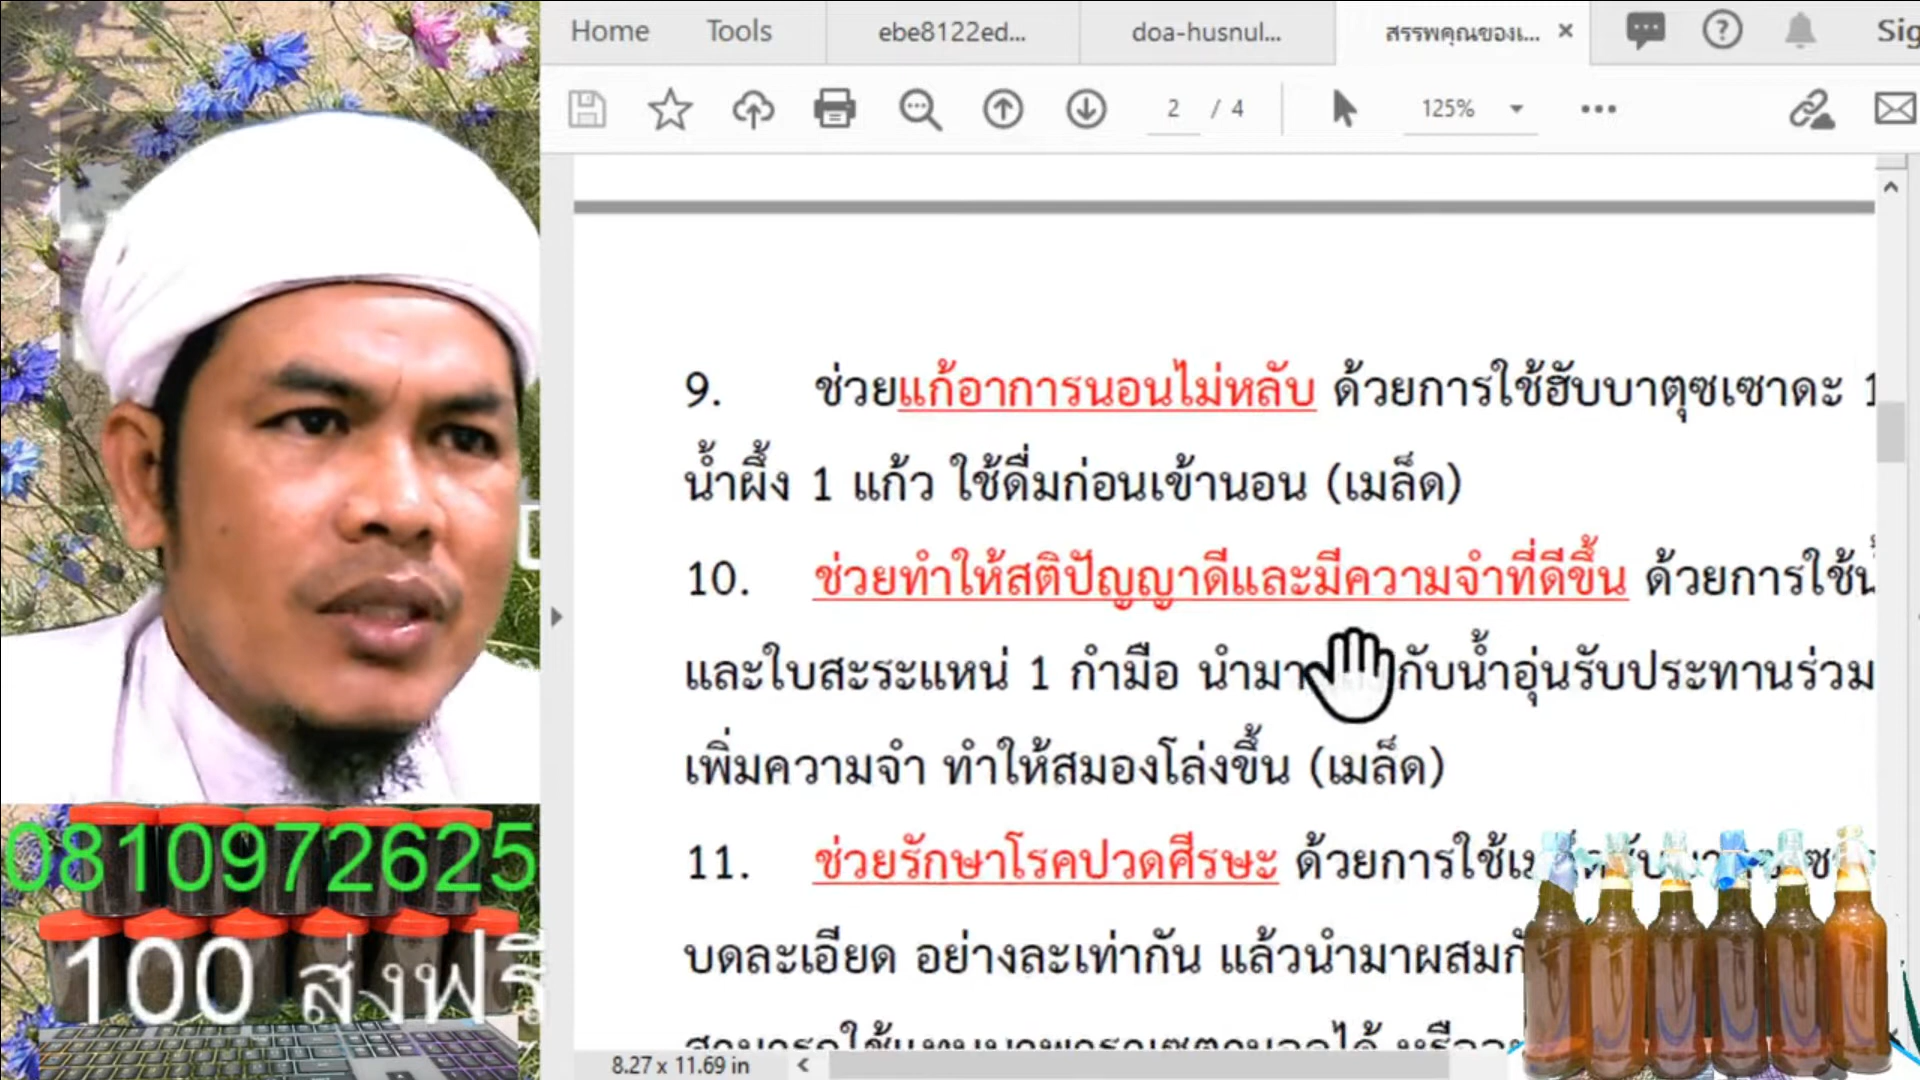 Home Tools ebe8122ed... doa-husnul... สรรพคุณของเ... Sig
2 / 4 125%
9. ช่วยแก้อาการนอนไม่หลับ ด้วยการใช้ฮับบาตุซเซาดะ 1
น้ำผึ้ง 1 แก้ว ใช้ดื่มก่อนเข้านอน (เมล็ด)
10. ช่วยทำให้สติปัญญาดีและมีความจำที่ดีขึ้น ด้วยการใช้น้
และใบสะระแหน่ 1 กำมือ นำมา กับน้ำอุ่นรับประทานร่วม
เพิ่มความจำ ทำให้สมองโล่งขึ้น (เมล็ด)
11. ช่วยรักษาโรคปวดศีรษะ ด้วยการใช้
บดละเอียด อย่างละเท่ากัน แล้วนำมาผสมกั
8.27 x 11.69 in
0810972625
100 ส่งฟรี